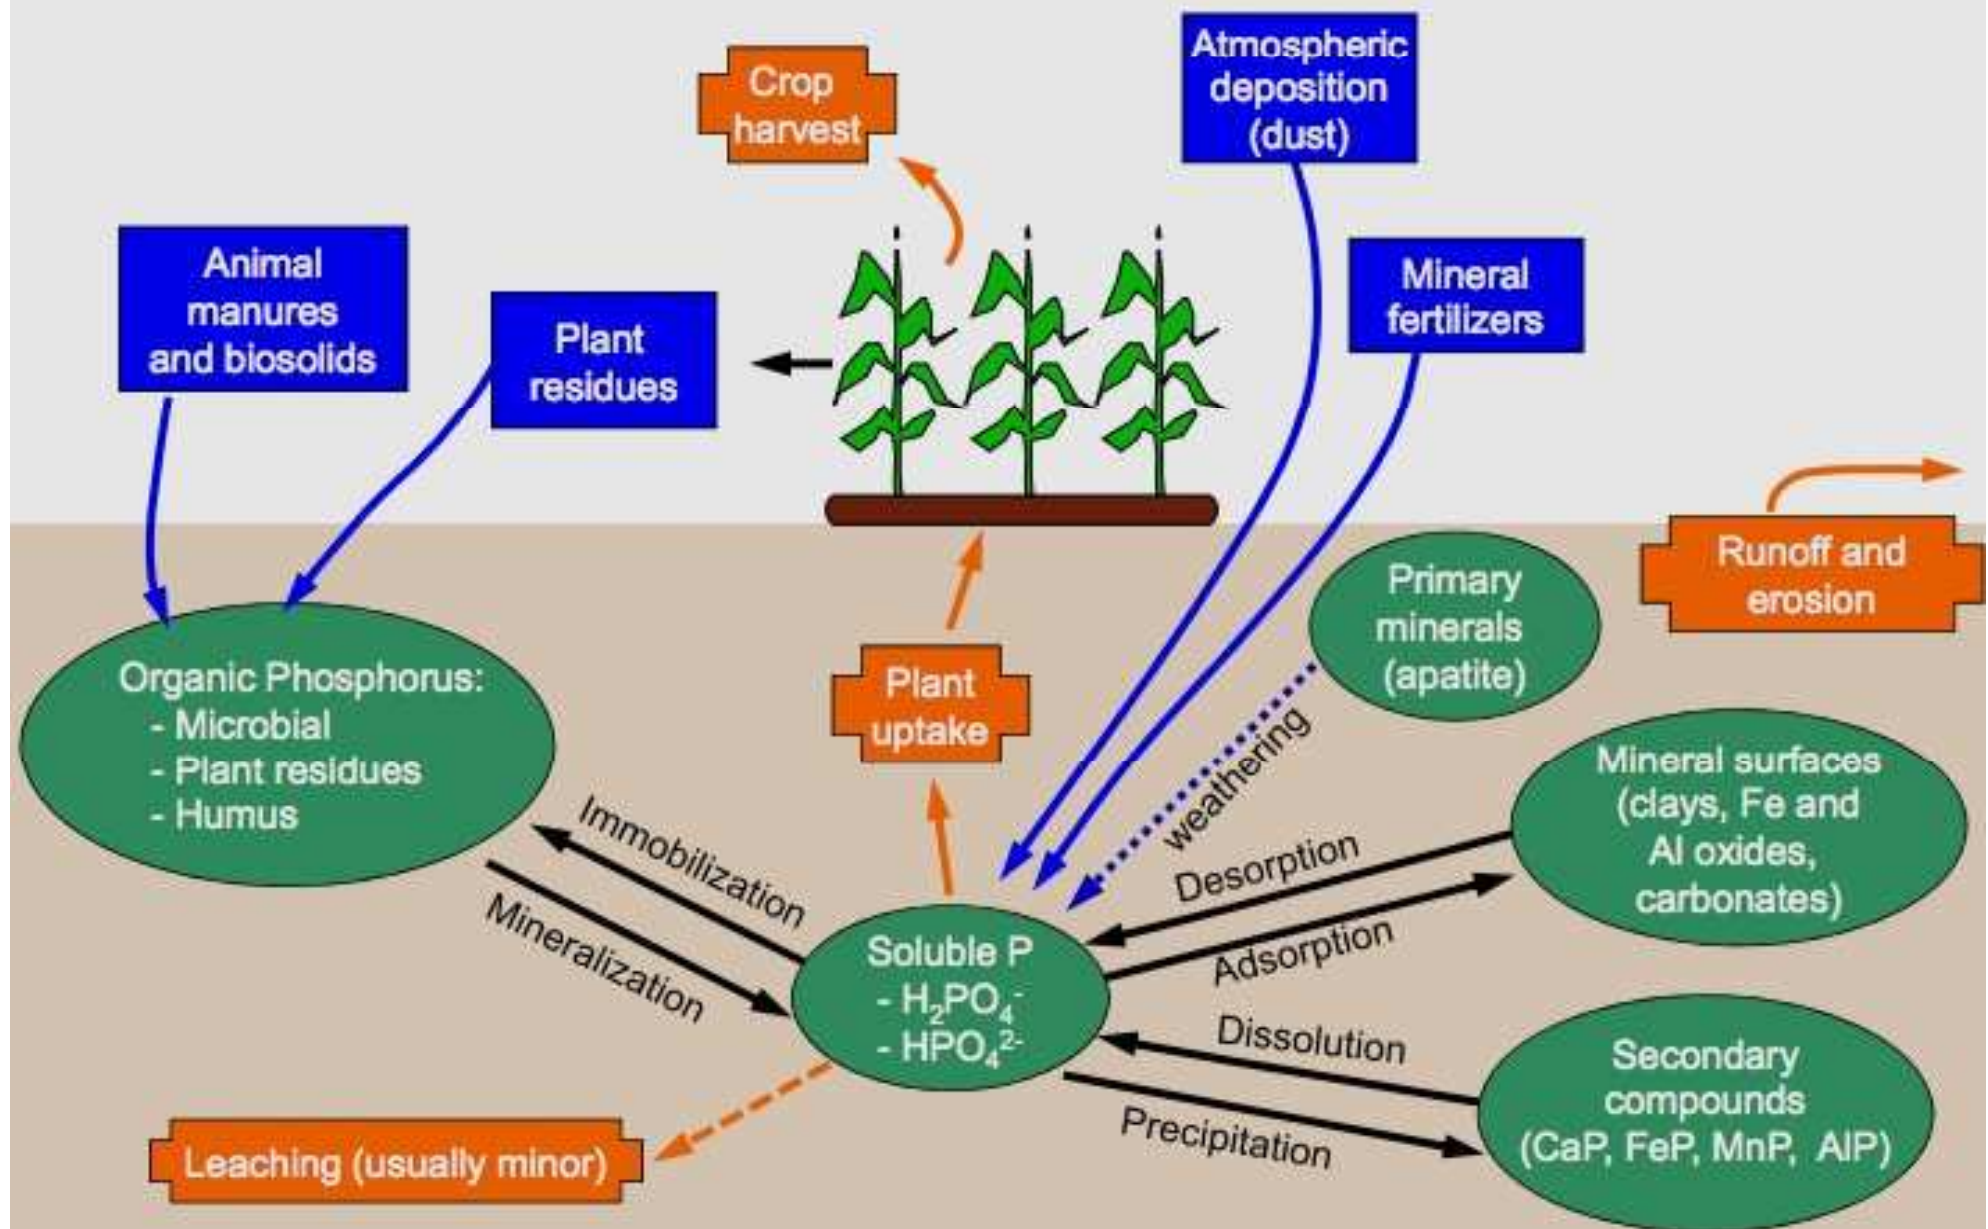 Crop
harvest
Atmospheric
deposition
(dust)
Animal
manures
and biosolids
Plant
residues
Mineral
fertilizers
Runoff and
erosion
Primary
minerals
(apatite)
Organic Phosphorus:
- Microbial
- Plant residues
- Humus
Plant
uptake
weathering
Mineral surfaces
(clays, Fe and
Al oxides,
carbonates)
Immobilization
Mineralization
Desorption
Adsorption
Soluble P
- H₂PO₄⁻
- HPO₄²⁻
Dissolution
Precipitation
Secondary
compounds
(CaP, FeP, MnP, AlP)
Leaching (usually minor)